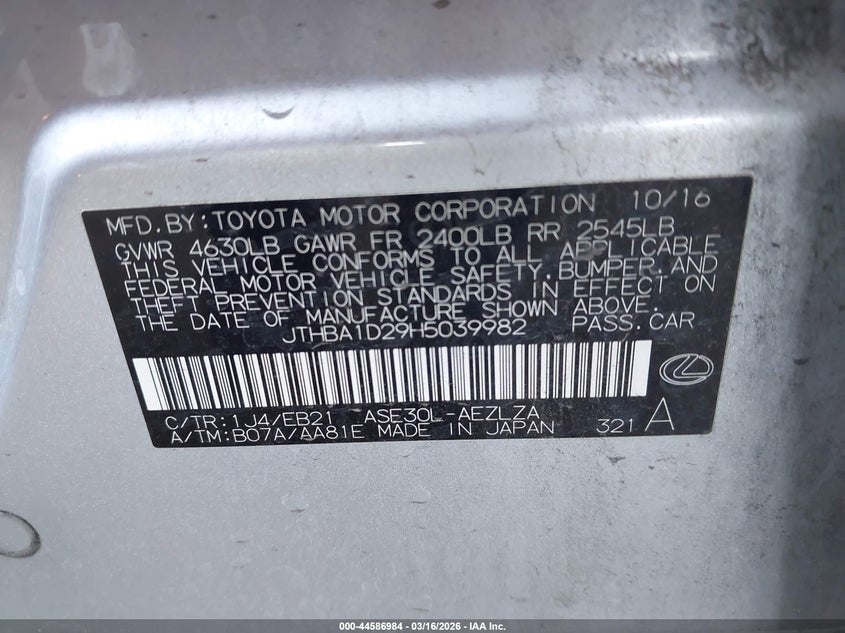 MFD.BY:TOYOTA MOTOR CORPORATION 10/16
GVWR 4630LB GAWR FR 2400LB RR 2545LB
THIS VEHICLE CONFORMS TO ALL APPLICABLE
FEDERAL MOTOR VEHICLE SAFETY,BUMPER,AND
THEFT PREVENTION STANDARDS IN EFFECT ON
THE DATE OF MANUFACTURE SHOWN ABOVE.
JTHBA1D29H5039982 PASS.CAR
C/TR:1J4/EB21 ASE30L-AEZLZA
A/TM:B07A/AA81E MADE IN JAPAN 321 A
000-44586984 - 03/16/2026 - IAA Inc.